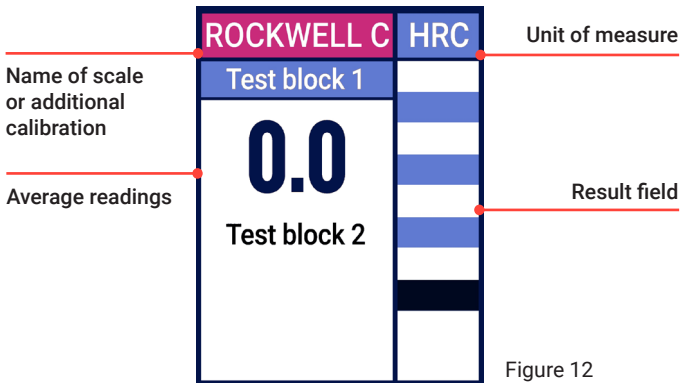 ROCKWELL C
HRC
Unit of measure
Name of scale
or additional
calibration
Test block 1
0.0
Average readings
Result field
Test block 2
Figure 12